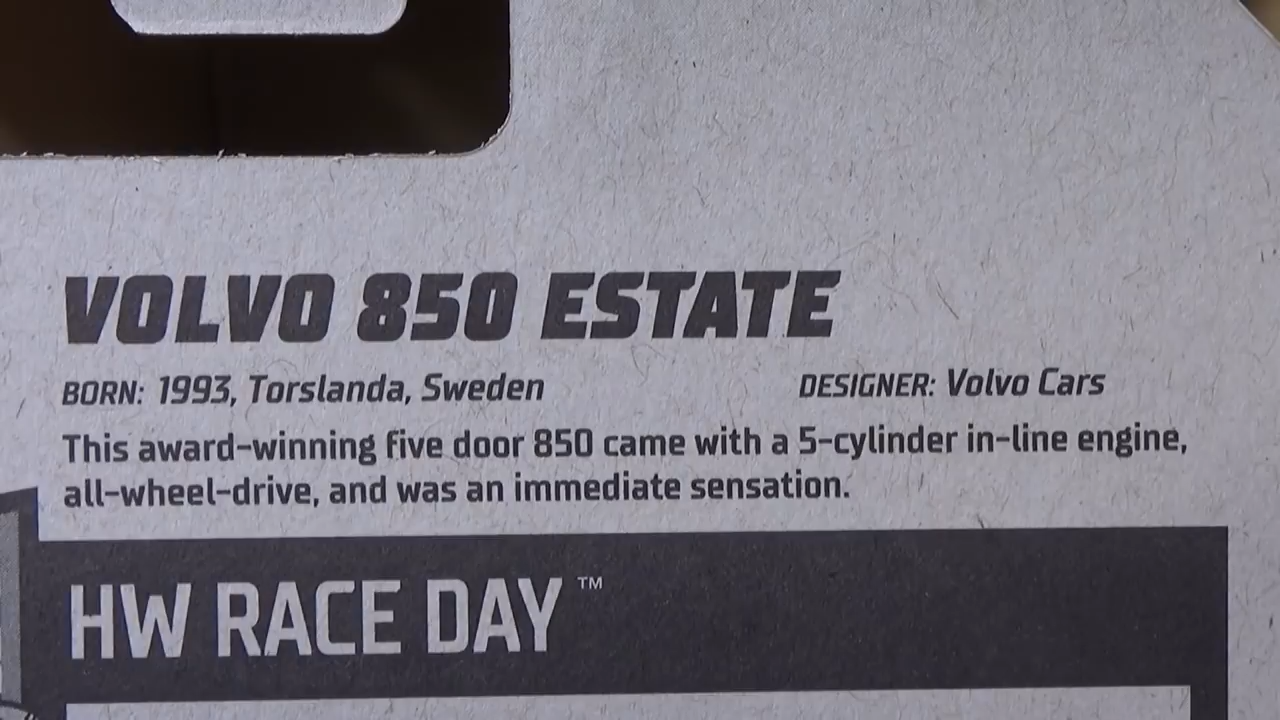 VOLVO 850 ESTATE
BORN: 1993, Torslanda, Sweden DESIGNER: Volvo Cars
This award-winning five door 850 came with a 5-cylinder in-line engine,
all-wheel-drive, and was an immediate sensation.
HW RACE DAY™